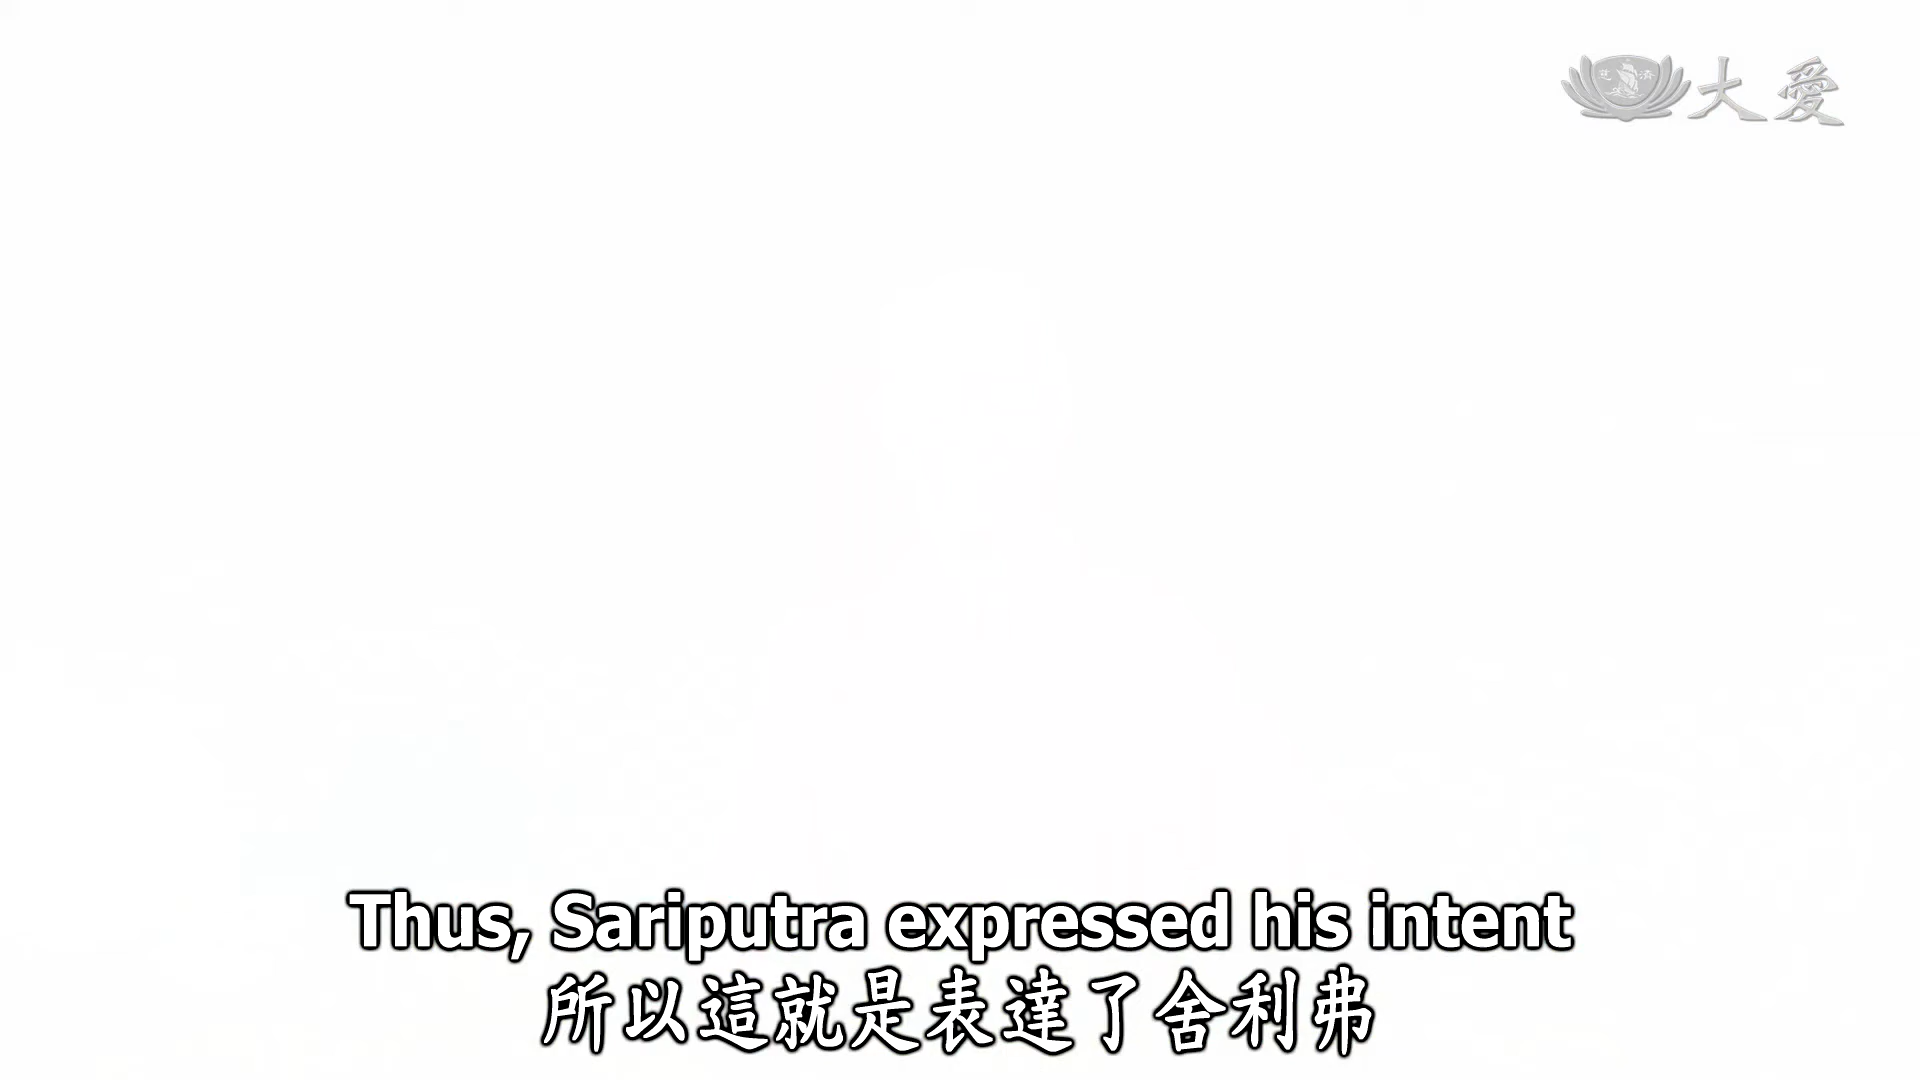 大愛
Thus, Sariputra expressed his intent
所以這就是表達了舍利弗